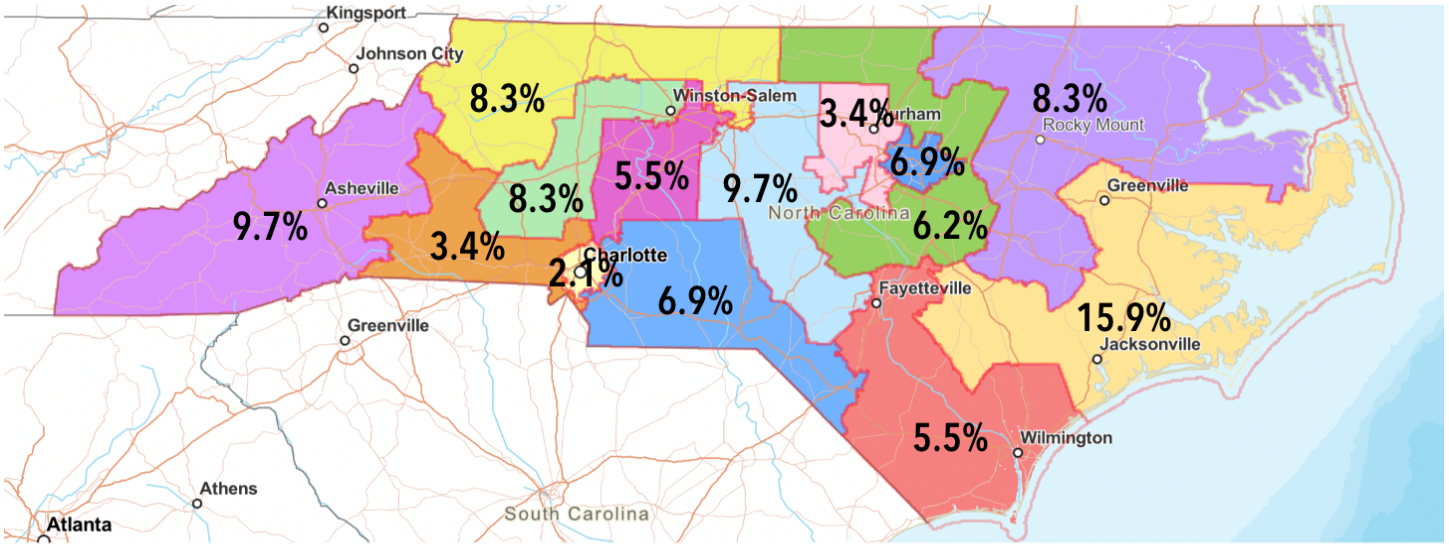 Kingsport
Johnson City
8.3%
Winston-Salem
3.4%
Durham
8.3%
Rocky Mount
6.9%
5.5%
Asheville
9.7%
Greenville
8.3%
North Carolina
9.7%
6.2%
3.4%
Charlotte
2.1%
Fayetteville
6.9%
15.9%
Jacksonville
Greenville
5.5%
Wilmington
Athens
South Carolina
Atlanta